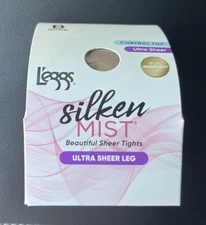 B
CONTROL TOP
Ultra Sheer
L'eggs
silken
MIST
Beautiful Sheer Tights
ULTRA SHEER LEG